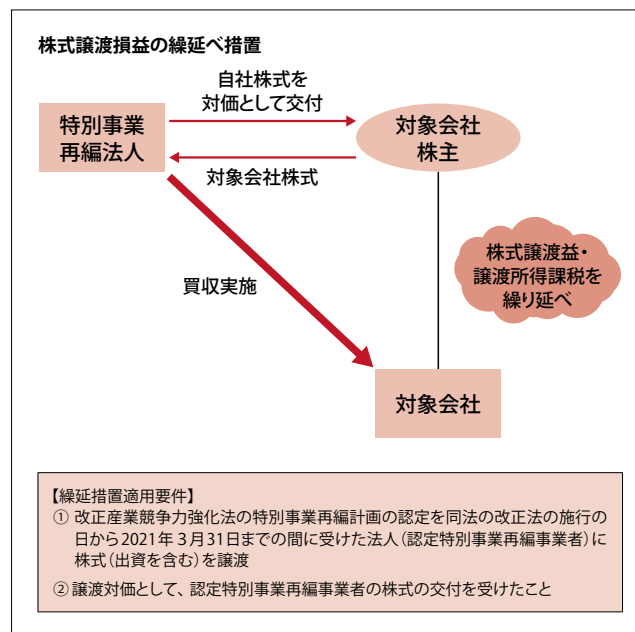 株式譲渡損益の繰延べ措置
自社株式を
対価として交付
特別事業
再編法人
対象会社
株主
対象会社株式
株式譲渡益・
譲渡所得課税を
繰り延べ
買収実施
対象会社
【繰延措置適用要件】
① 改正産業競争力強化法の特別事業再編計画の認定を同法の改正法の施行の
日から2021年3月31日までの間に受けた法人（認定特別事業再編事業者）に
株式（出資を含む）を譲渡
② 譲渡対価として、認定特別事業再編事業者の株式の交付を受けたこと